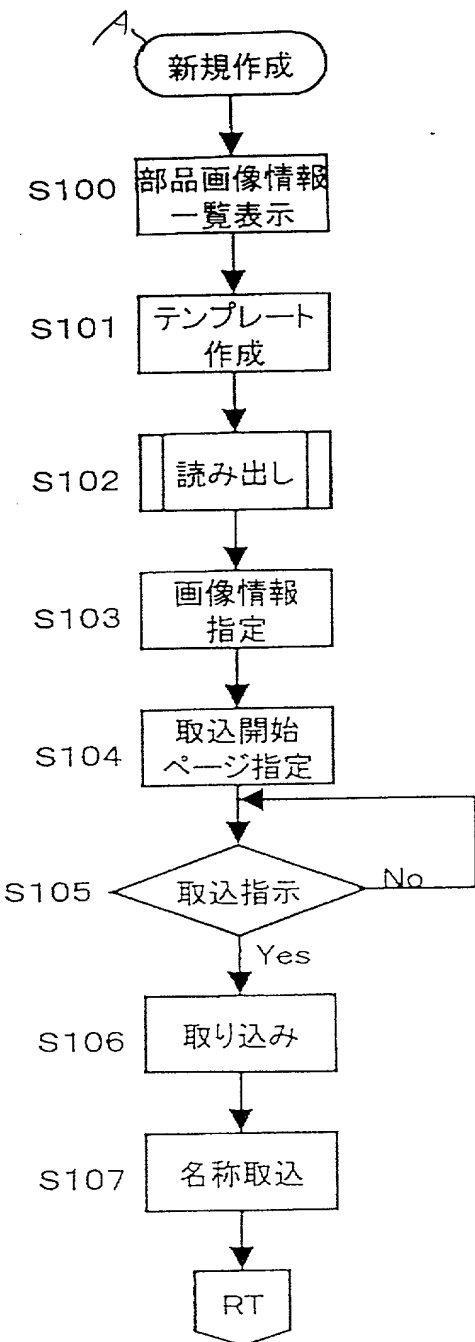 A
新規作成
S100
部品画像情報
一覧表示
S101
テンプレート
作成
S102
読み出し
S103
画像情報
指定
S104
取込開始
ページ指定
S105
取込指示
No
Yes
S106
取り込み
S107
名称取込
RT